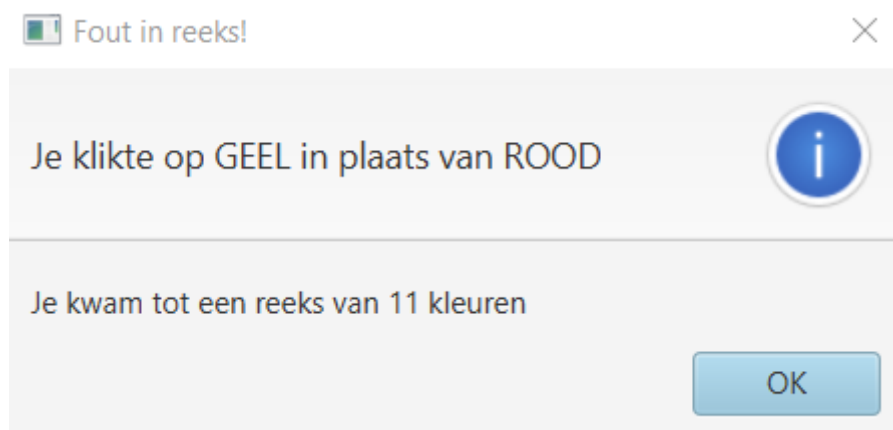 Fout in reeks!
Je klikte op GEEL in plaats van ROOD
i
Je kwam tot een reeks van 11 kleuren
OK